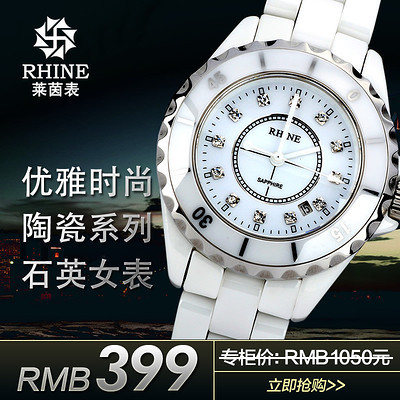 RHINE
莱茵表
优雅时尚
陶瓷系列
石英女表
RHINE
SAPPHIRE
30
15
RMB 399
专柜价: RMB1050元
立即抢购>>